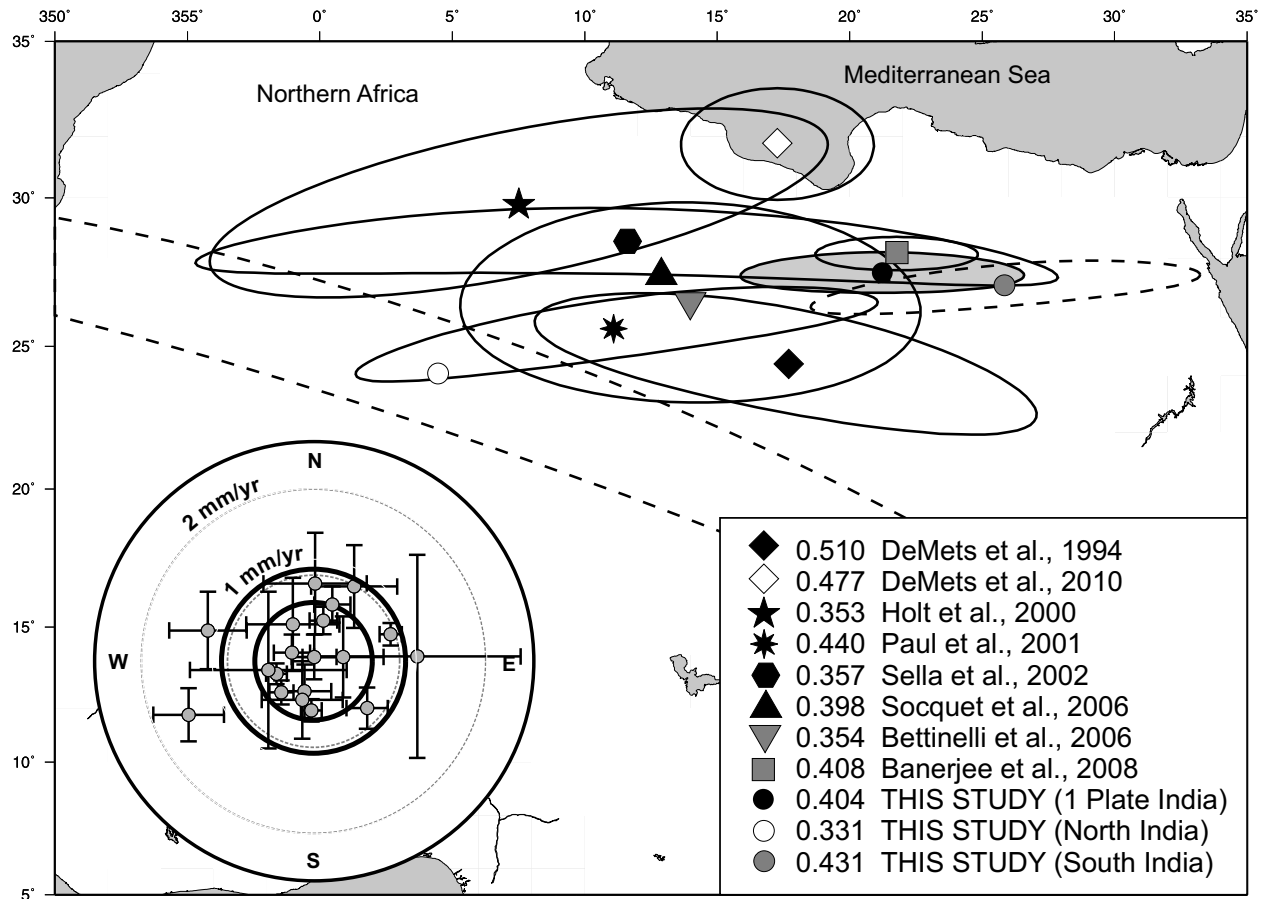 350˚ 355˚ 0˚ 5˚ 10˚ 15˚ 20˚ 25˚ 30˚ 35˚
35˚
Mediterranean Sea
Northern Africa
30˚
25˚
20˚
15˚
10˚
5˚
N
2 mm/yr
1 mm/yr
W
E
S
0.510 DeMets et al., 1994
0.477 DeMets et al., 2010
0.353 Holt et al., 2000
0.440 Paul et al., 2001
0.357 Sella et al., 2002
0.398 Socquet et al., 2006
0.354 Bettinelli et al., 2006
0.408 Banerjee et al., 2008
0.404 THIS STUDY (1 Plate India)
0.331 THIS STUDY (North India)
0.431 THIS STUDY (South India)